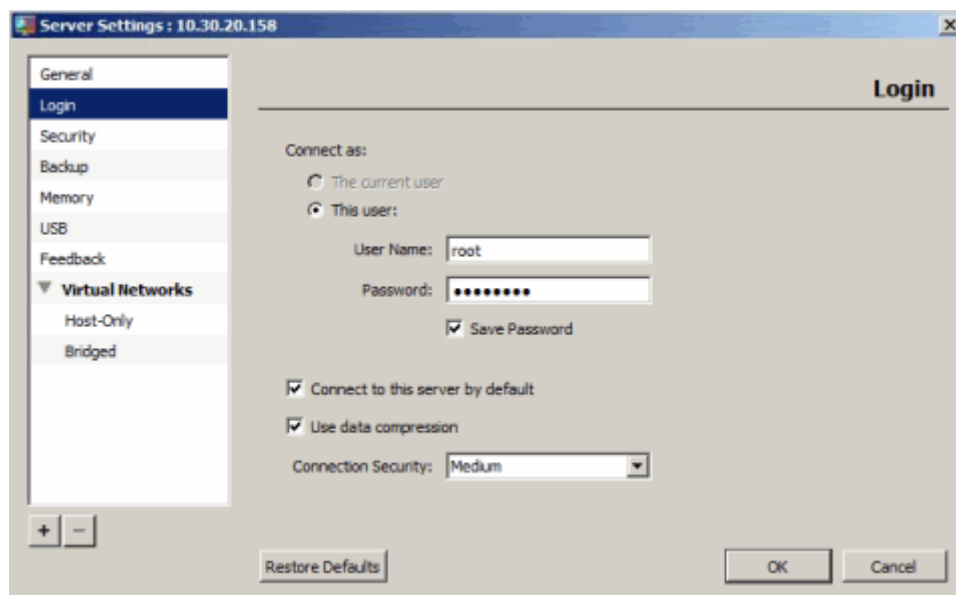 Server Settings : 10.30.20.158
General
Login
Security
Backup
Memory
USB
Feedback
Virtual Networks
Host-Only
Bridged
Login
Connect as:
The current user
This user:
User Name: root
Password: ●●●●●●●●
Save Password
Connect to this server by default
Use data compression
Connection Security: Medium
+ −
Restore Defaults
OK
Cancel